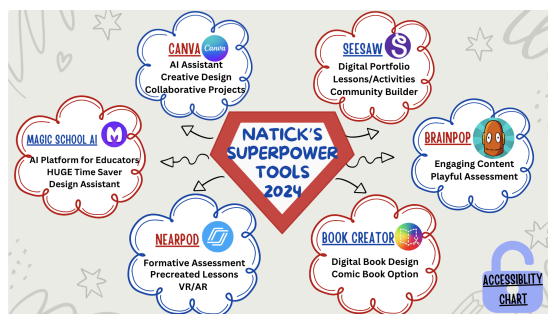 CANVA
Canva
AI Assistant
Creative Design
Collaborative Projects
SEESAW
Digital Portfolio
Lessons/Activities
Community Builder
MAGIC SCHOOL AI
AI Platform for Educators
HUGE Time Saver
Design Assistant
NATICK'S
SUPERPOWER
TOOLS
2024
BRAINPOP
Engaging Content
Playful Assessment
NEARPOD
Formative Assessment
Precreated Lessons
VR/AR
BOOK CREATOR
Digital Book Design
Comic Book Option
ACCESSIBLITY
CHART